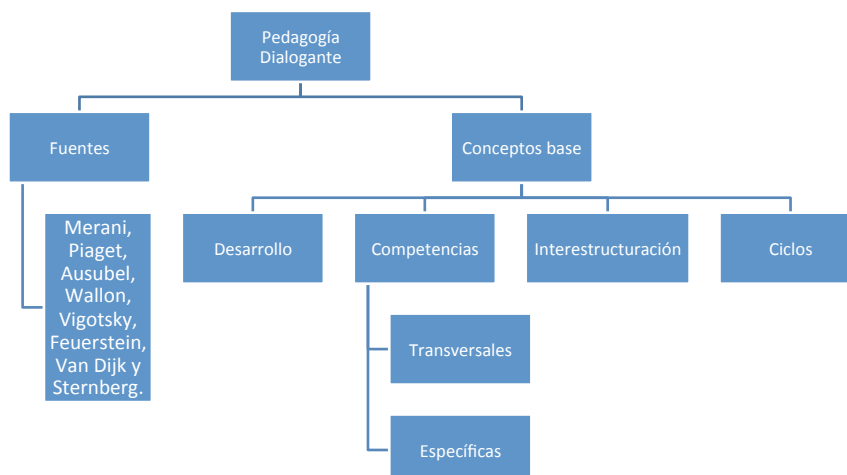 Pedagogía
Dialogante
Fuentes
Conceptos base
Merani,
Piaget,
Ausubel,
Wallon,
Vigotsky,
Feuerstein,
Van Dijk y
Sternberg.
Desarrollo
Competencias
Interestructuración
Ciclos
Transversales
Específicas